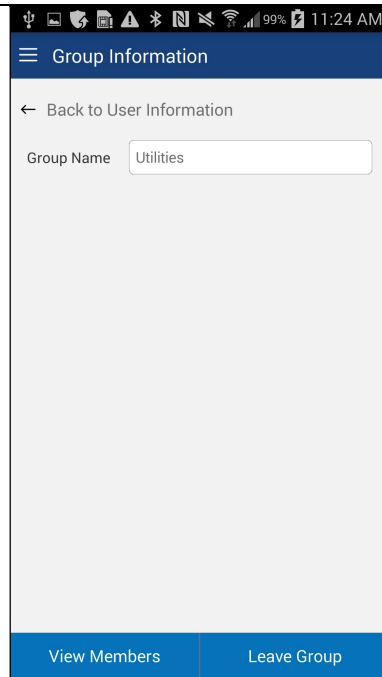 99% 11:24 AM
Group Information
Back to User Information
Group Name Utilities
View Members Leave Group